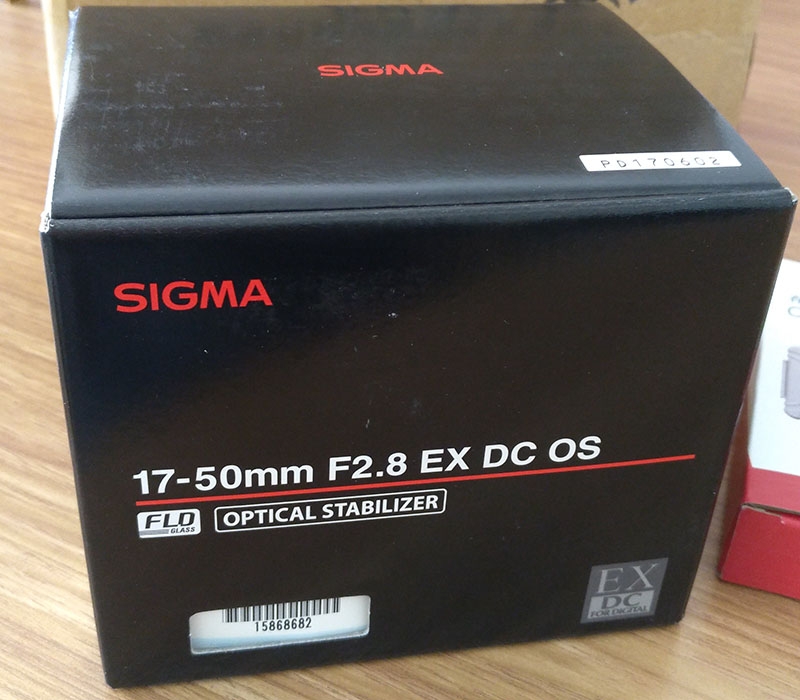 SIGMA
PD170602
SIGMA
17-50mm F2.8 EX DC OS
FLD
GLASS
OPTICAL STABILIZER
EX
DC
FOR DIGITAL
15868682